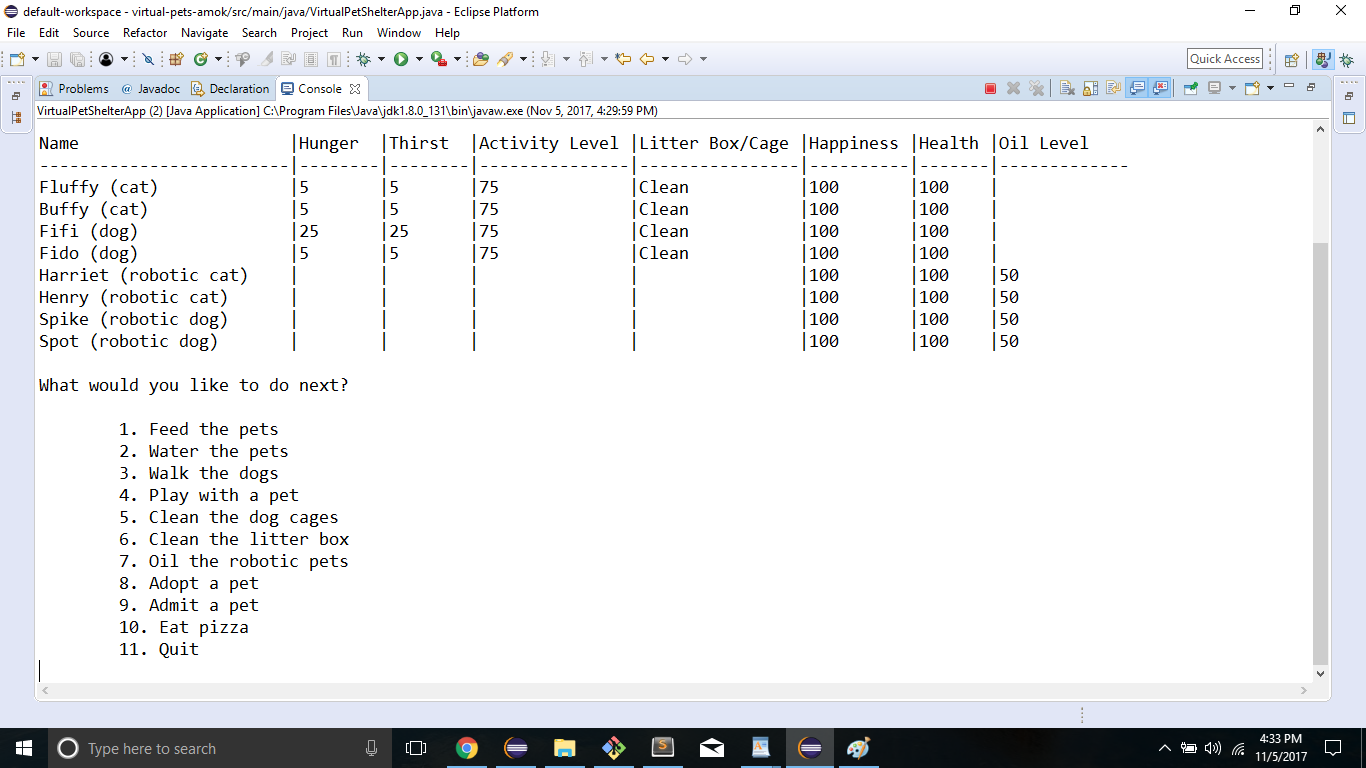 default-workspace - virtual-pets-amok/src/main/java/VirtualPetShelterApp.java - Eclipse Platform
File Edit Source Refactor Navigate Search Project Run Window Help
Quick Access
Problems @ Javadoc Declaration Console
VirtualPetShelterApp (2) [Java Application] C:\Program Files\Java\jdk1.8.0_131\bin\javaw.exe (Nov 5, 2017, 4:29:59 PM)
Name |Hunger |Thirst |Activity Level |Litter Box/Cage |Happiness |Health |Oil Level
-------------------------|--------|--------|---------------|----------------|----------|-------|-------------
Fluffy (cat) |5 |5 |75 |Clean |100 |100 |
Buffy (cat) |5 |5 |75 |Clean |100 |100 |
Fifi (dog) |25 |25 |75 |Clean |100 |100 |
Fido (dog) |5 |5 |75 |Clean |100 |100 |
Harriet (robotic cat) | | | | |100 |100 |50
Henry (robotic cat) | | | | |100 |100 |50
Spike (robotic dog) | | | | |100 |100 |50
Spot (robotic dog) | | | | |100 |100 |50
What would you like to do next?
1. Feed the pets
2. Water the pets
3. Walk the dogs
4. Play with a pet
5. Clean the dog cages
6. Clean the litter box
7. Oil the robotic pets
8. Adopt a pet
9. Admit a pet
10. Eat pizza
11. Quit
Type here to search
4:33 PM
11/5/2017